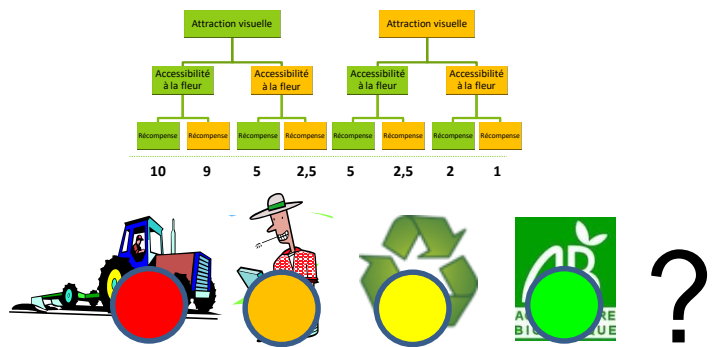 Attraction visuelle Attraction visuelle
Accessibilité à la fleur Accessibilité à la fleur Accessibilité à la fleur Accessibilité à la fleur
Récompense Récompense Récompense Récompense Récompense Récompense Récompense Récompense
10 9 5 2,5 5 2,5 2 1
AB
?